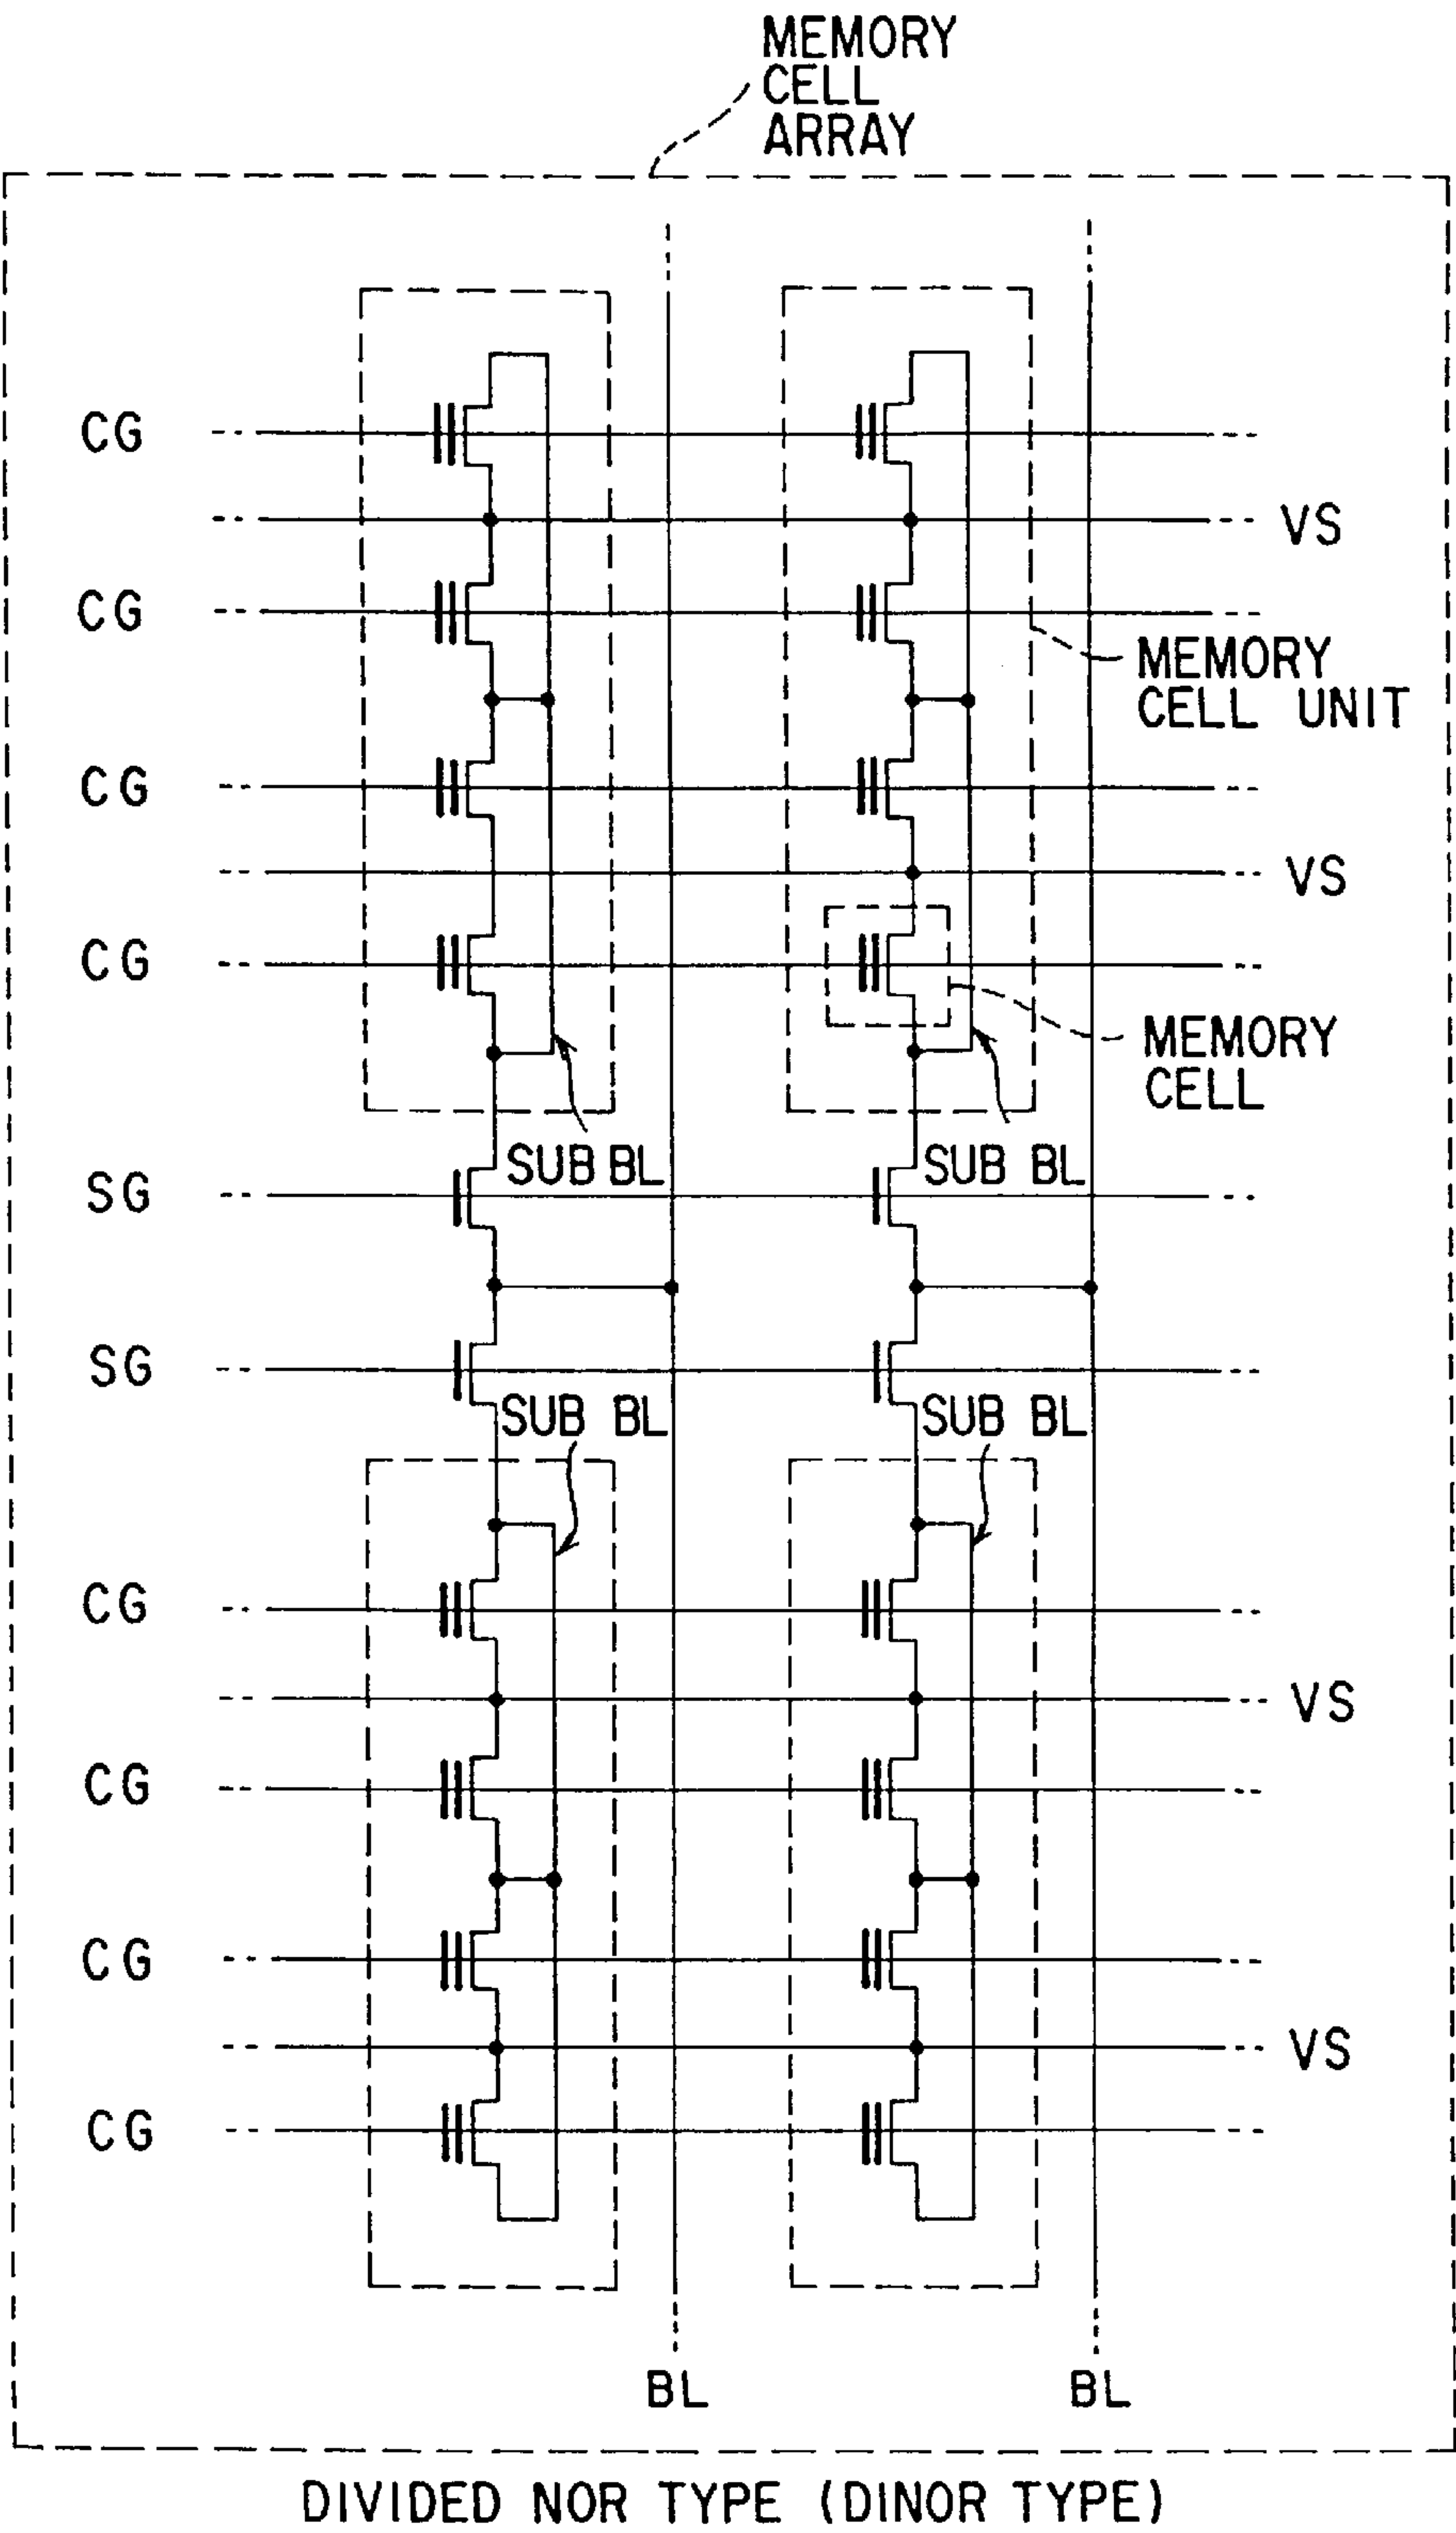 MEMORY
CELL
ARRAY
CG
VS
CG
MEMORY
CELL UNIT
CG
VS
CG
MEMORY
CELL
SUB BL
SUB BL
SG
SG
SUB BL
SUB BL
CG
VS
CG
CG
VS
CG
BL
BL
DIVIDED NOR TYPE (DINOR TYPE)